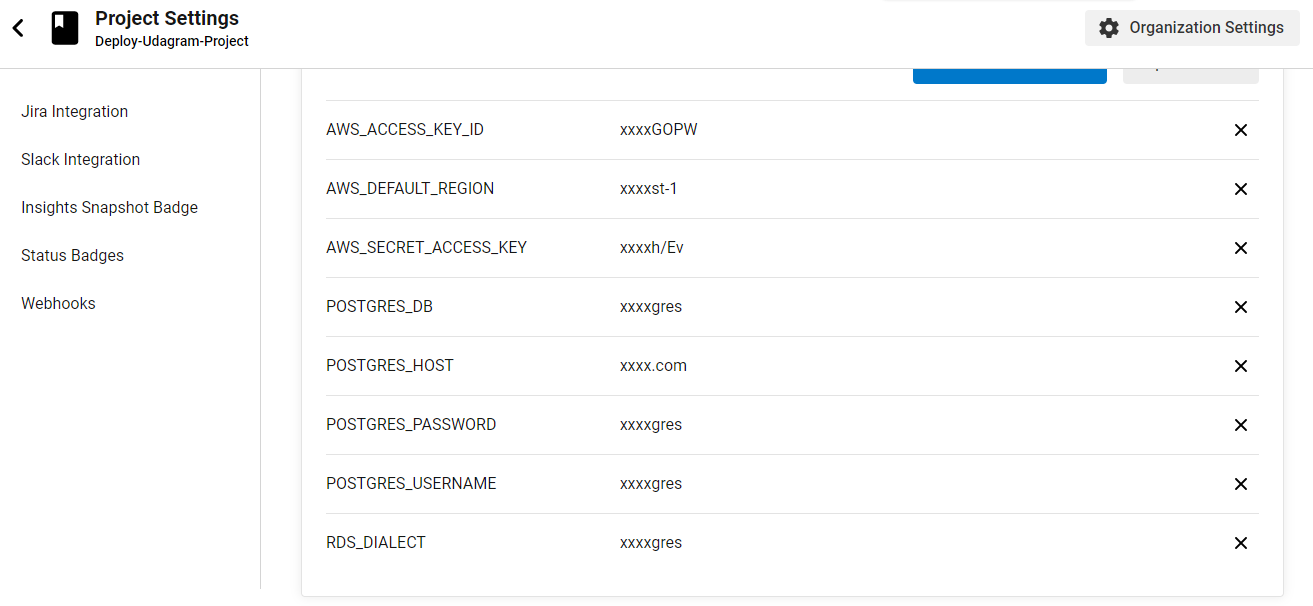 Project Settings
Deploy-Udagram-Project
Organization Settings
Jira Integration
Slack Integration
Insights Snapshot Badge
Status Badges
Webhooks
AWS_ACCESS_KEY_ID xxxxGOPW
AWS_DEFAULT_REGION xxxxst-1
AWS_SECRET_ACCESS_KEY xxxxh/Ev
POSTGRES_DB xxxxgres
POSTGRES_HOST xxxx.com
POSTGRES_PASSWORD xxxxgres
POSTGRES_USERNAME xxxxgres
RDS_DIALECT xxxxgres